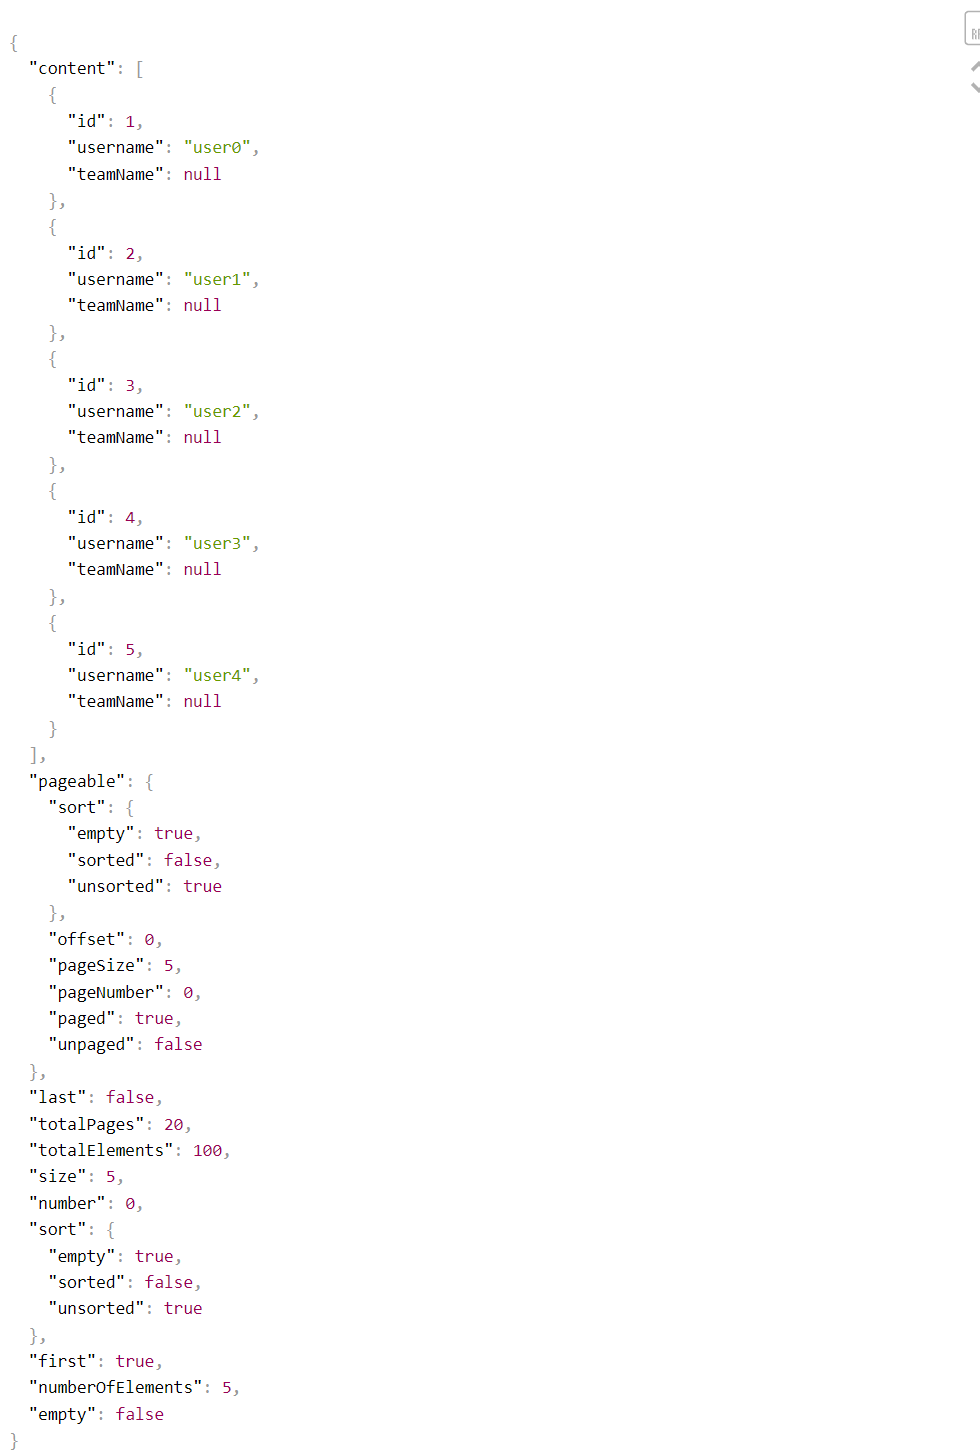 {
"content": [
{
"id": 1,
"username": "user0",
"teamName": null
},
{
"id": 2,
"username": "user1",
"teamName": null
},
{
"id": 3,
"username": "user2",
"teamName": null
},
{
"id": 4,
"username": "user3",
"teamName": null
},
{
"id": 5,
"username": "user4",
"teamName": null
}
],
"pageable": {
"sort": {
"empty": true,
"sorted": false,
"unsorted": true
},
"offset": 0,
"pageSize": 5,
"pageNumber": 0,
"paged": true,
"unpaged": false
},
"last": false,
"totalPages": 20,
"totalElements": 100,
"size": 5,
"number": 0,
"sort": {
"empty": true,
"sorted": false,
"unsorted": true
},
"first": true,
"numberOfElements": 5,
"empty": false
}